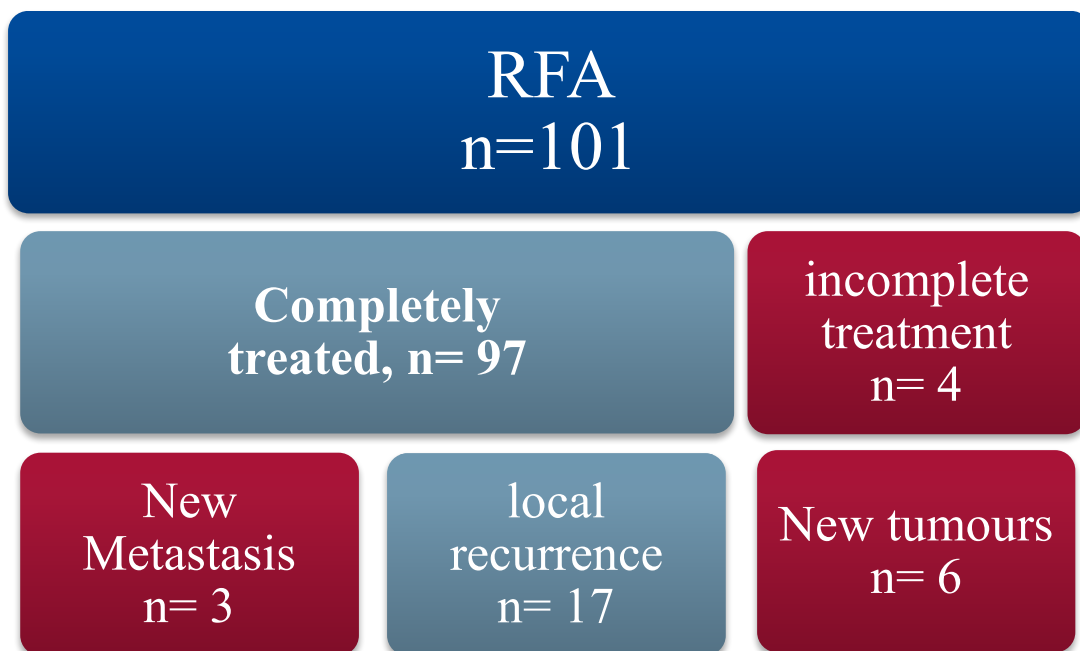 RFA
n=101
Completely
treated, n= 97
incomplete
treatment
n= 4
New
Metastasis
n= 3
local
recurrence
n= 17
New tumours
n= 6